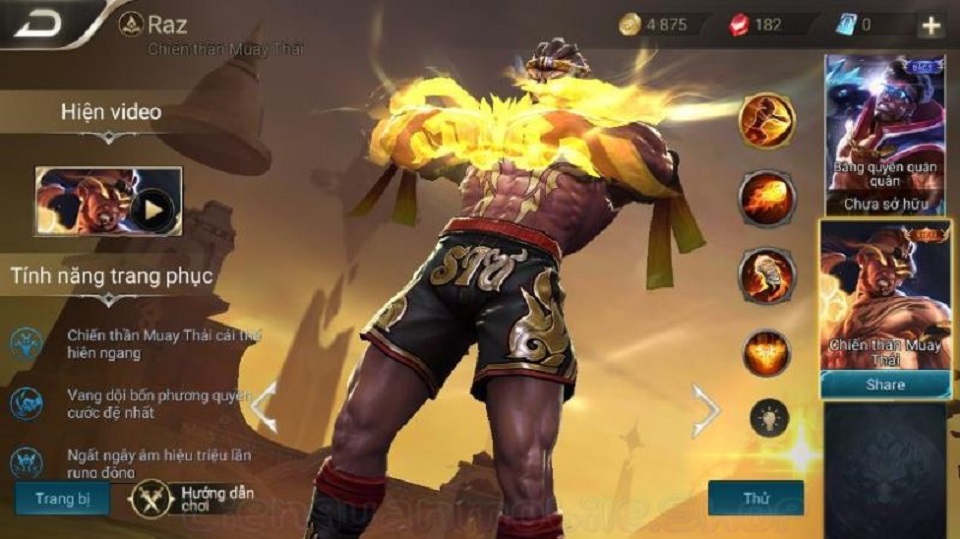 Raz
Chiến thần Muay Thái
4 875
182
0
Hiện video
Tính năng trang phục
Chiến thần Muay Thái cái thế
hiên ngang
Vang dội bốn phương quyền
cước đệ nhất
Ngất ngây âm hiệu triệu lần
rung động
Trang bị
Hướng dẫn
chơi
ราซ
Băng quyền quán
quân
Chưa sở hữu
Chiến thần Muay
Thái
Share
Thử